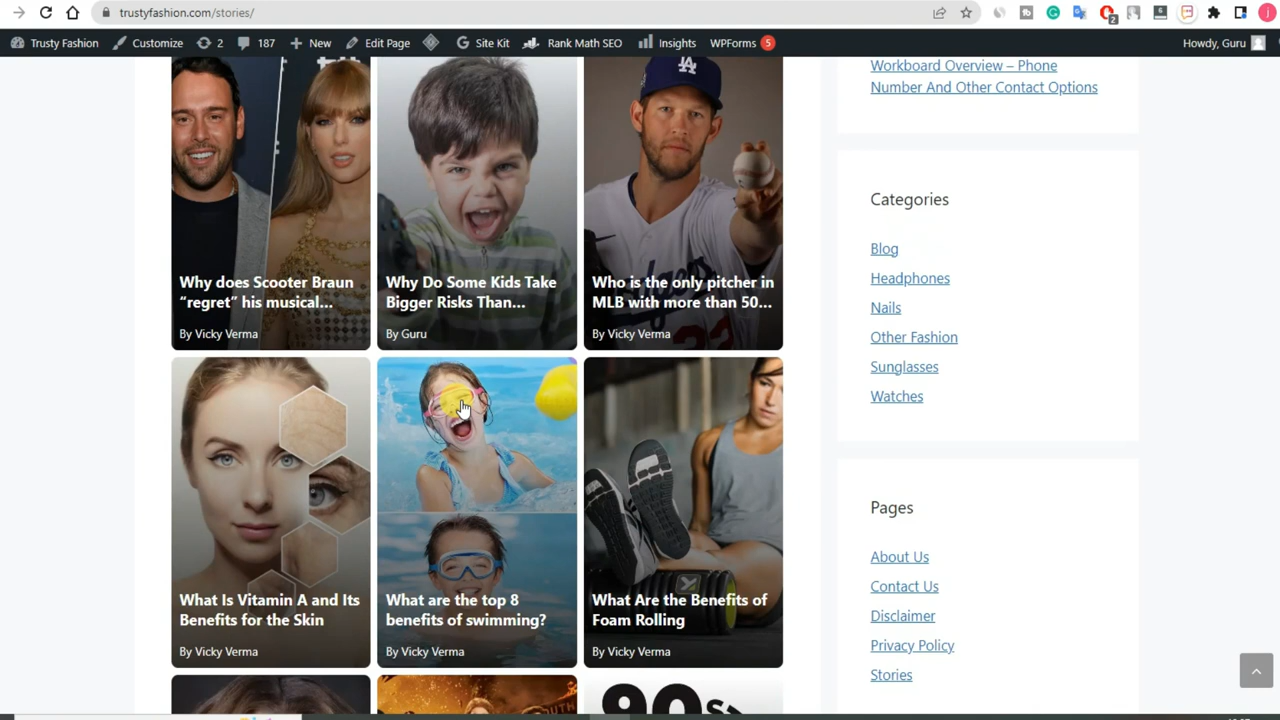 trustyfashion.com/stories/
2
j
Trusty Fashion
Customize
2
187
New
Edit Page
Site Kit
Rank Math SEO
Insights
WPForms
5
Howdy, Guru
Why does Scooter Braun
“regret” his musical...
By Vicky Verma
Why Do Some Kids Take
Bigger Risks Than...
By Guru
LA
Dodgers
Who is the only pitcher in
MLB with more than 50...
By Vicky Verma
What Is Vitamin A and Its
Benefits for the Skin
By Vicky Verma
What are the top 8
benefits of swimming?
By Vicky Verma
What Are the Benefits of
Foam Rolling
By Vicky Verma
Workboard Overview – Phone
Number And Other Contact Options
Categories
Blog
Headphones
Nails
Other Fashion
Sunglasses
Watches
Pages
About Us
Contact Us
Disclaimer
Privacy Policy
Stories